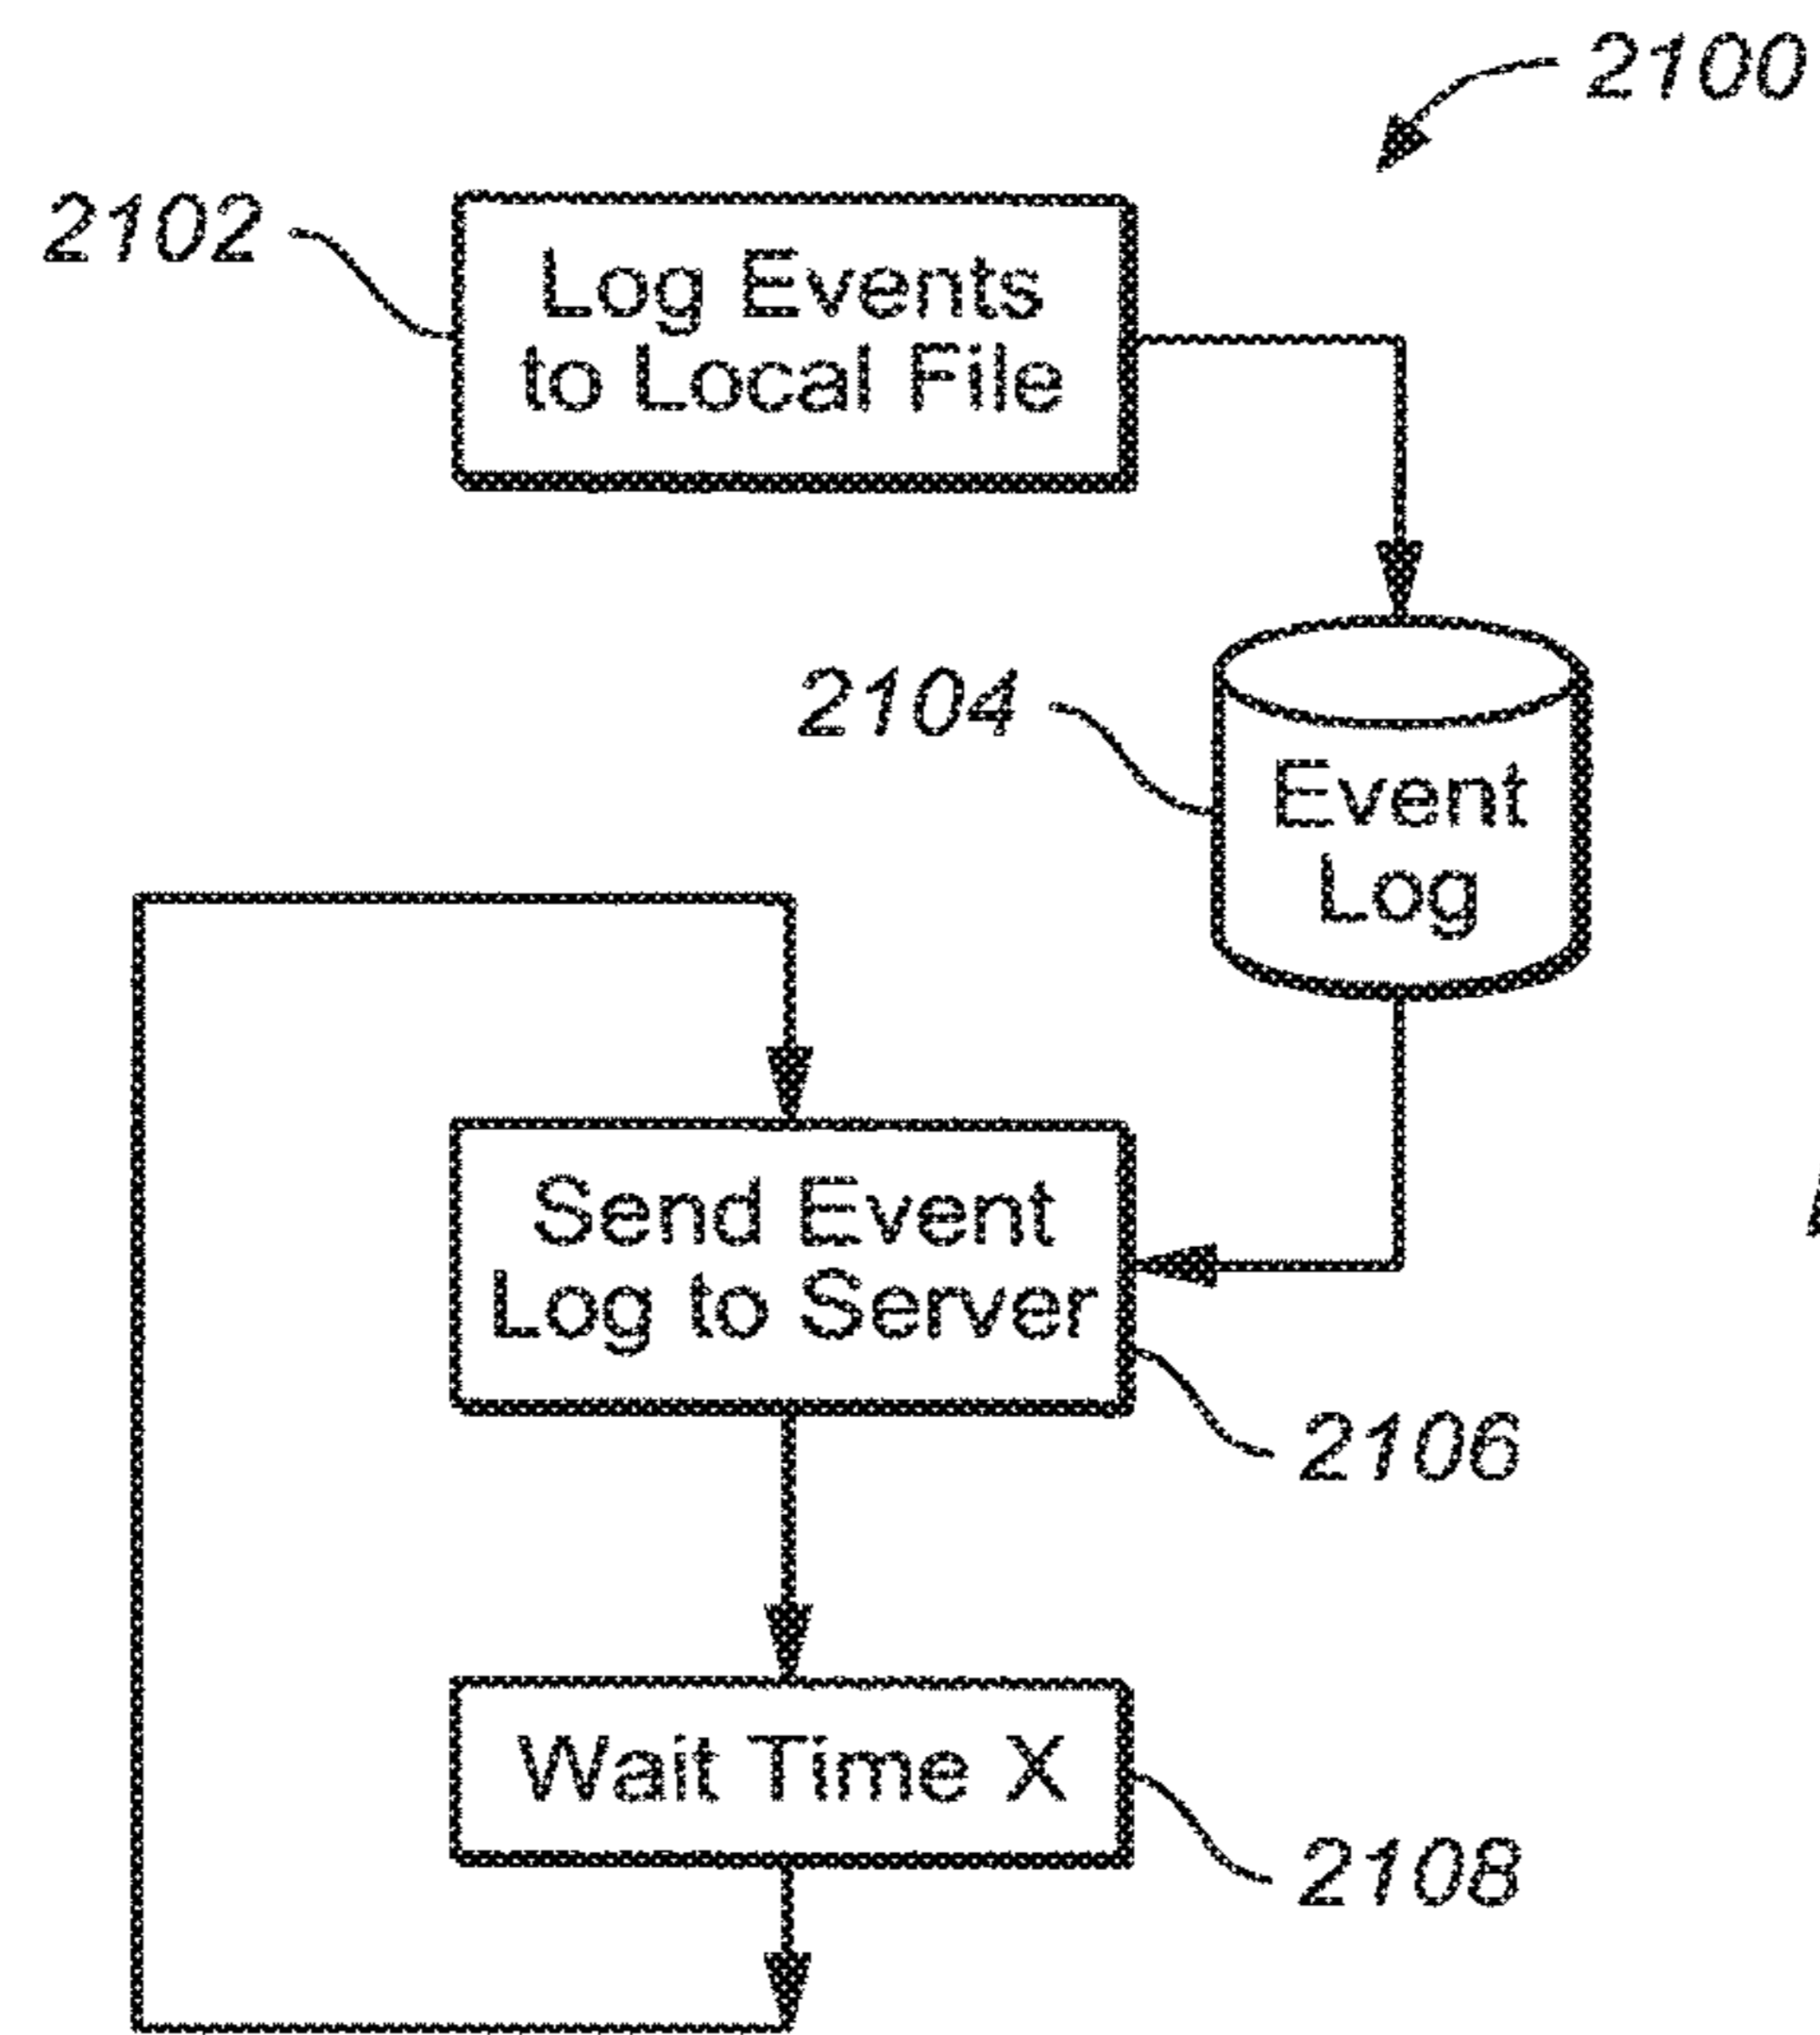 2100
2102
Log Events
to Local File
2104
Event
Log
Send Event
Log to Server
2106
Wait Time X
2108